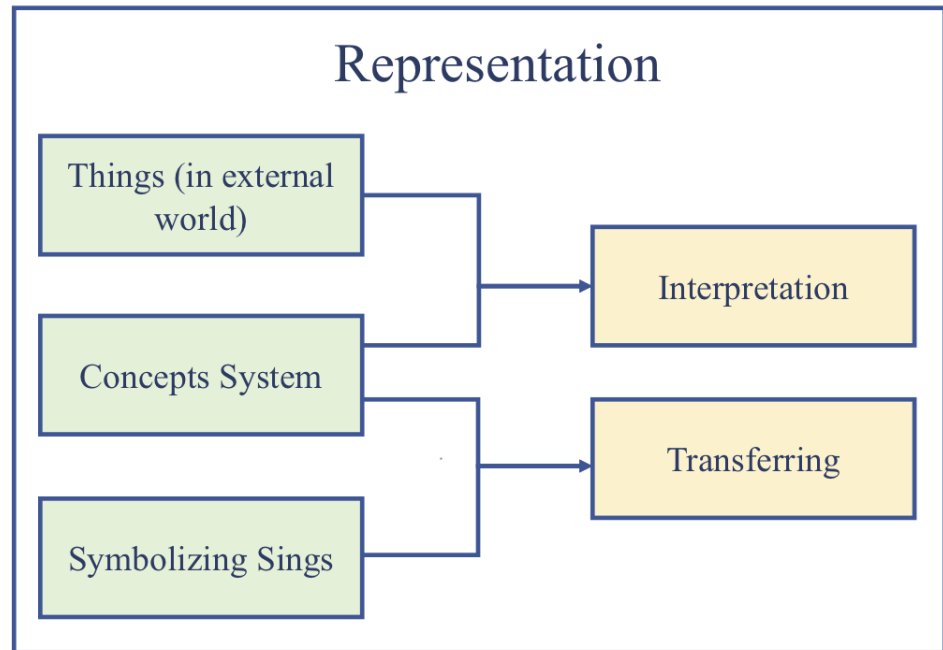 Representation
Things (in external
world)
Interpretation
Concepts System
Transferring
Symbolizing Sings